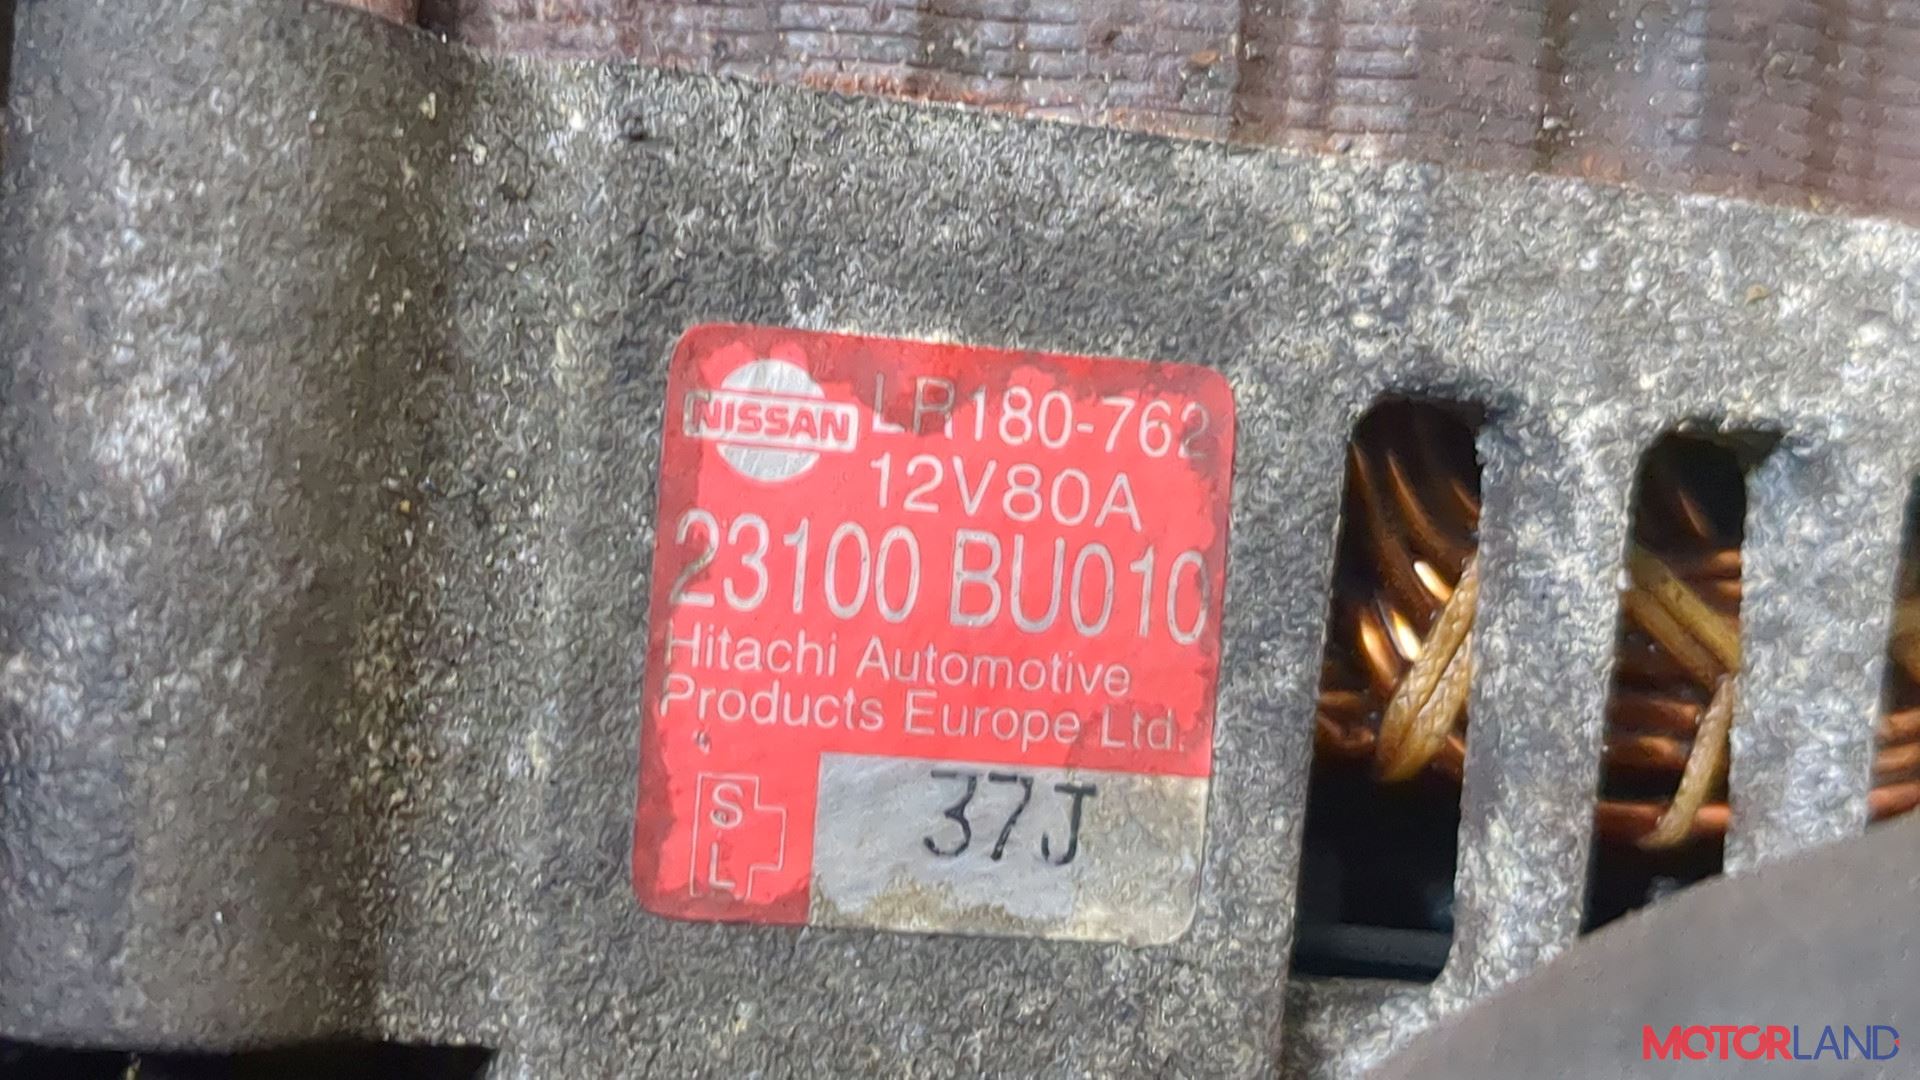 NISSAN
LR180-762
12V80A
23100 BU010
Hitachi Automotive
Products Europe Ltd.
S
L
37J
MOTORLAND